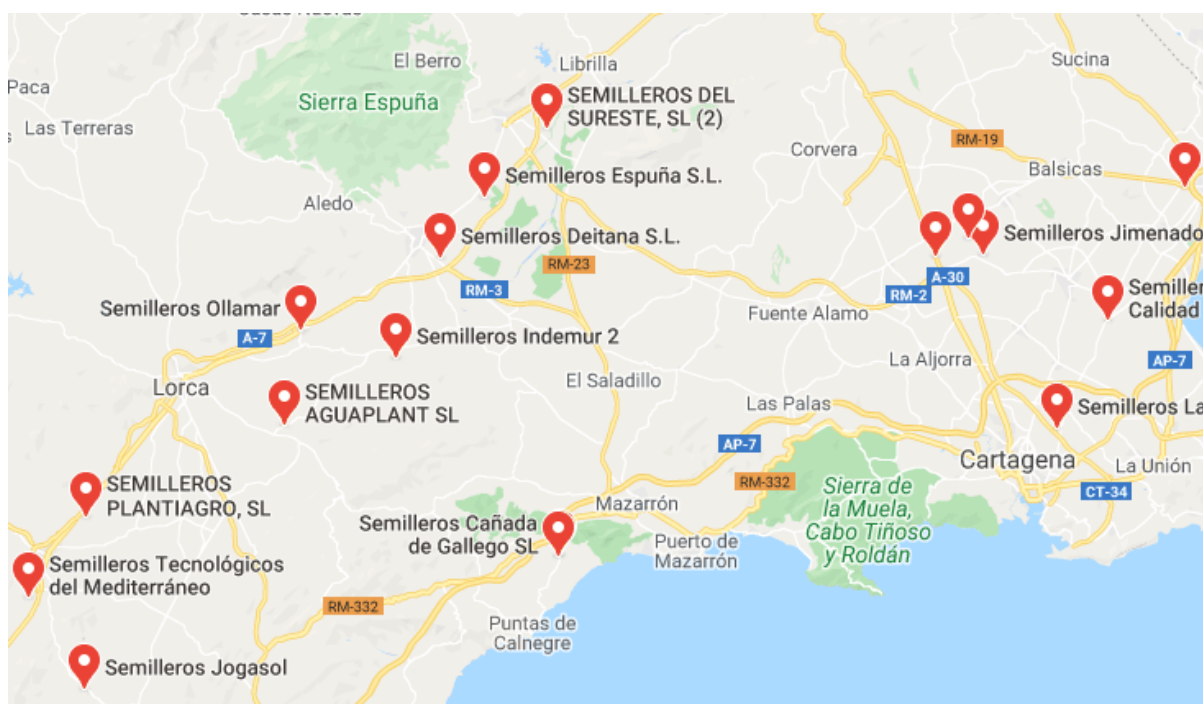 El Berro
Librilla
Sucina
Paca
Sierra Espuña
SEMILLEROS DEL
SURESTE, SL (2)
Las Terreras
RM-19
Corvera
Balsicas
Semilleros Espuña S.L.
Aledo
Semilleros Deitana S.L.
Semilleros Jimenado
RM-23
A-30
RM-3
RM-2
Semiller
Calidad
Semilleros Ollamar
Fuente Alamo
A-7
Semilleros Indemur 2
La Aljorra
AP-7
Lorca
El Saladillo
SEMILLEROS
AGUAPLANT SL
Las Palas
Semilleros La
AP-7
Cartagena
La Unión
SEMILLEROS
PLANTIAGRO, SL
RM-332
CT-34
Sierra de
la Muela,
Cabo Tiñoso
y Roldán
Mazarrón
Semilleros Cañada
de Gallego SL
Puerto de
Mazarrón
Semilleros Tecnológicos
del Mediterráneo
RM-332
Puntas de
Calnegre
Semilleros Jogasol